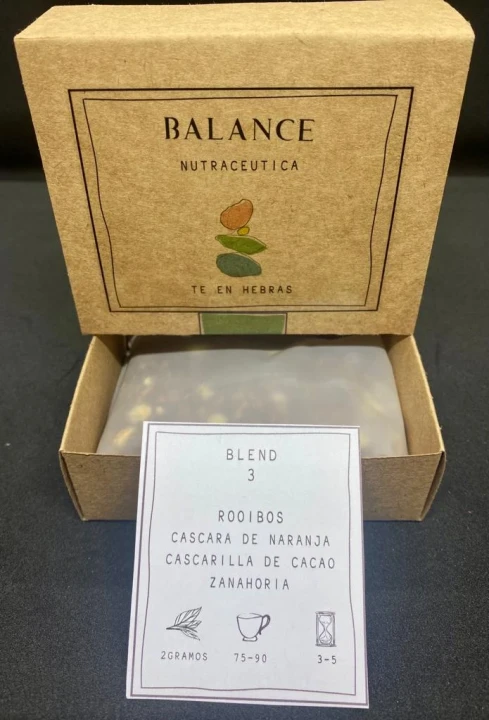 BALANCE
NUTRACEUTICA
TE EN HEBRAS
BLEND
3
ROOIBOS
CASCARA DE NARANJA
CASCARILLA DE CACAO
ZANAHORIA
2GRAMOS 75-90 3-5